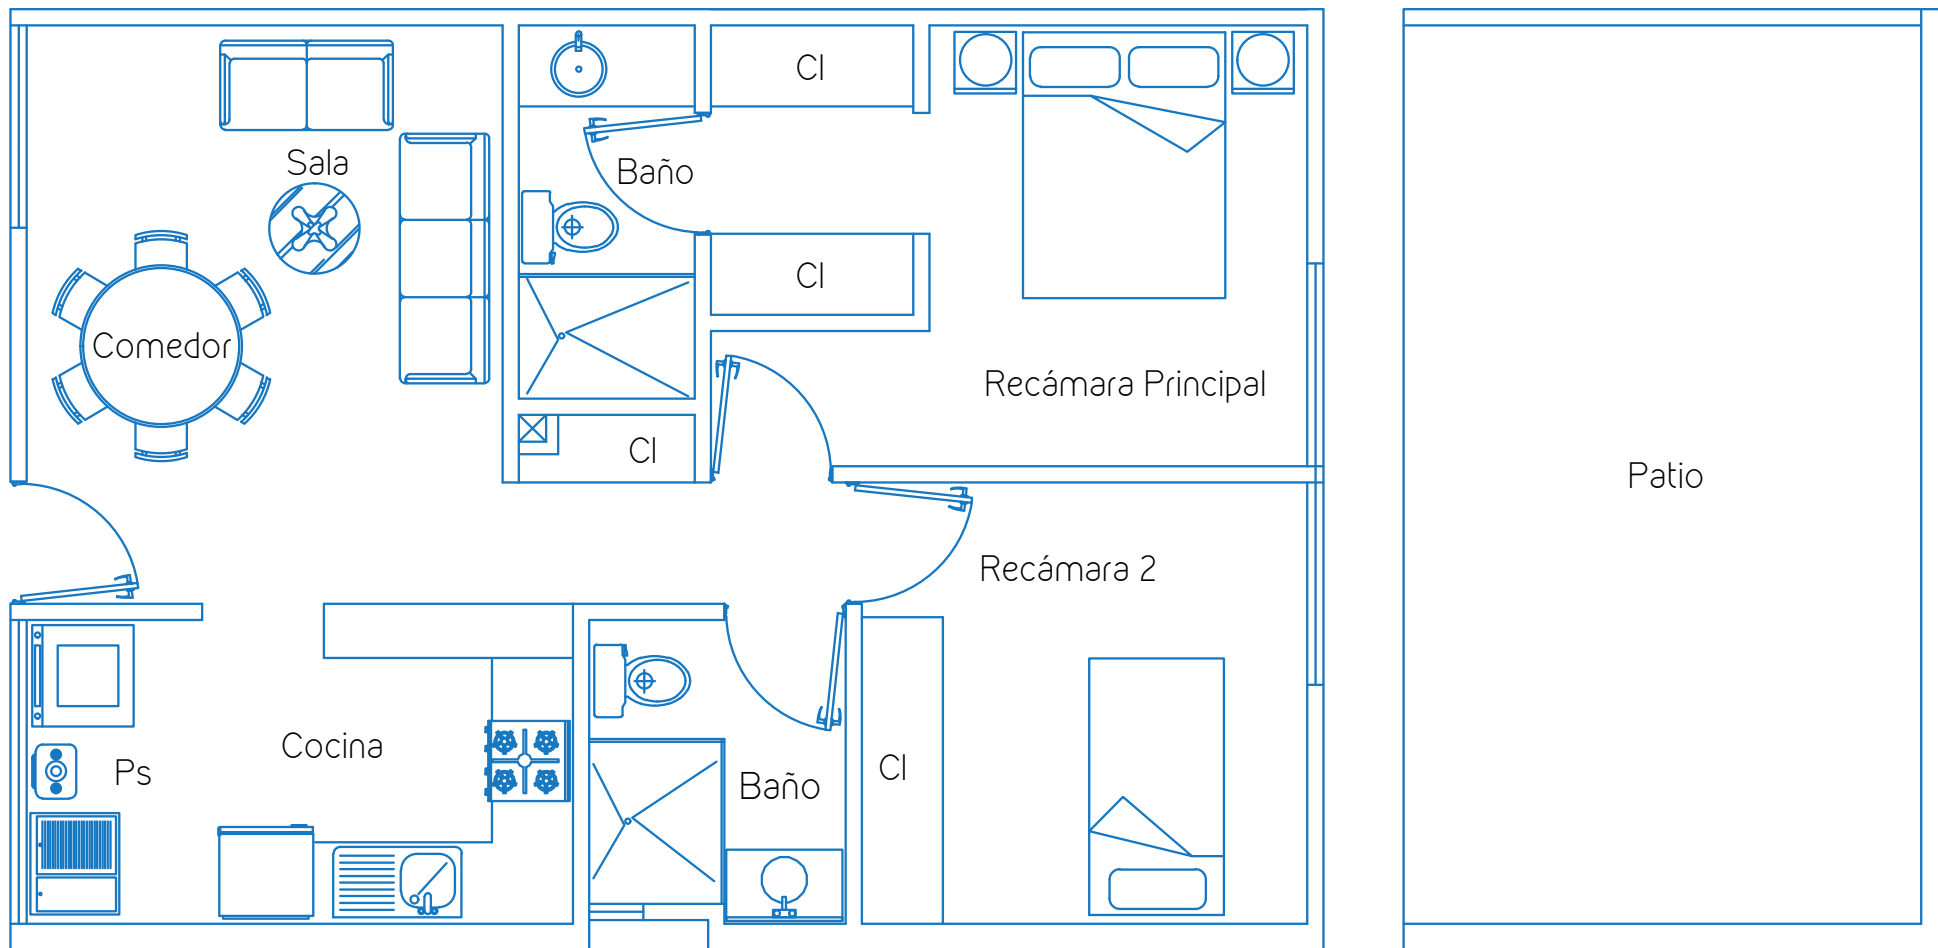 Cl
Sala
Baño
Cl
Comedor
Recámara Principal
Cl
Patio
Recámara 2
Cocina
Ps
Baño
Cl